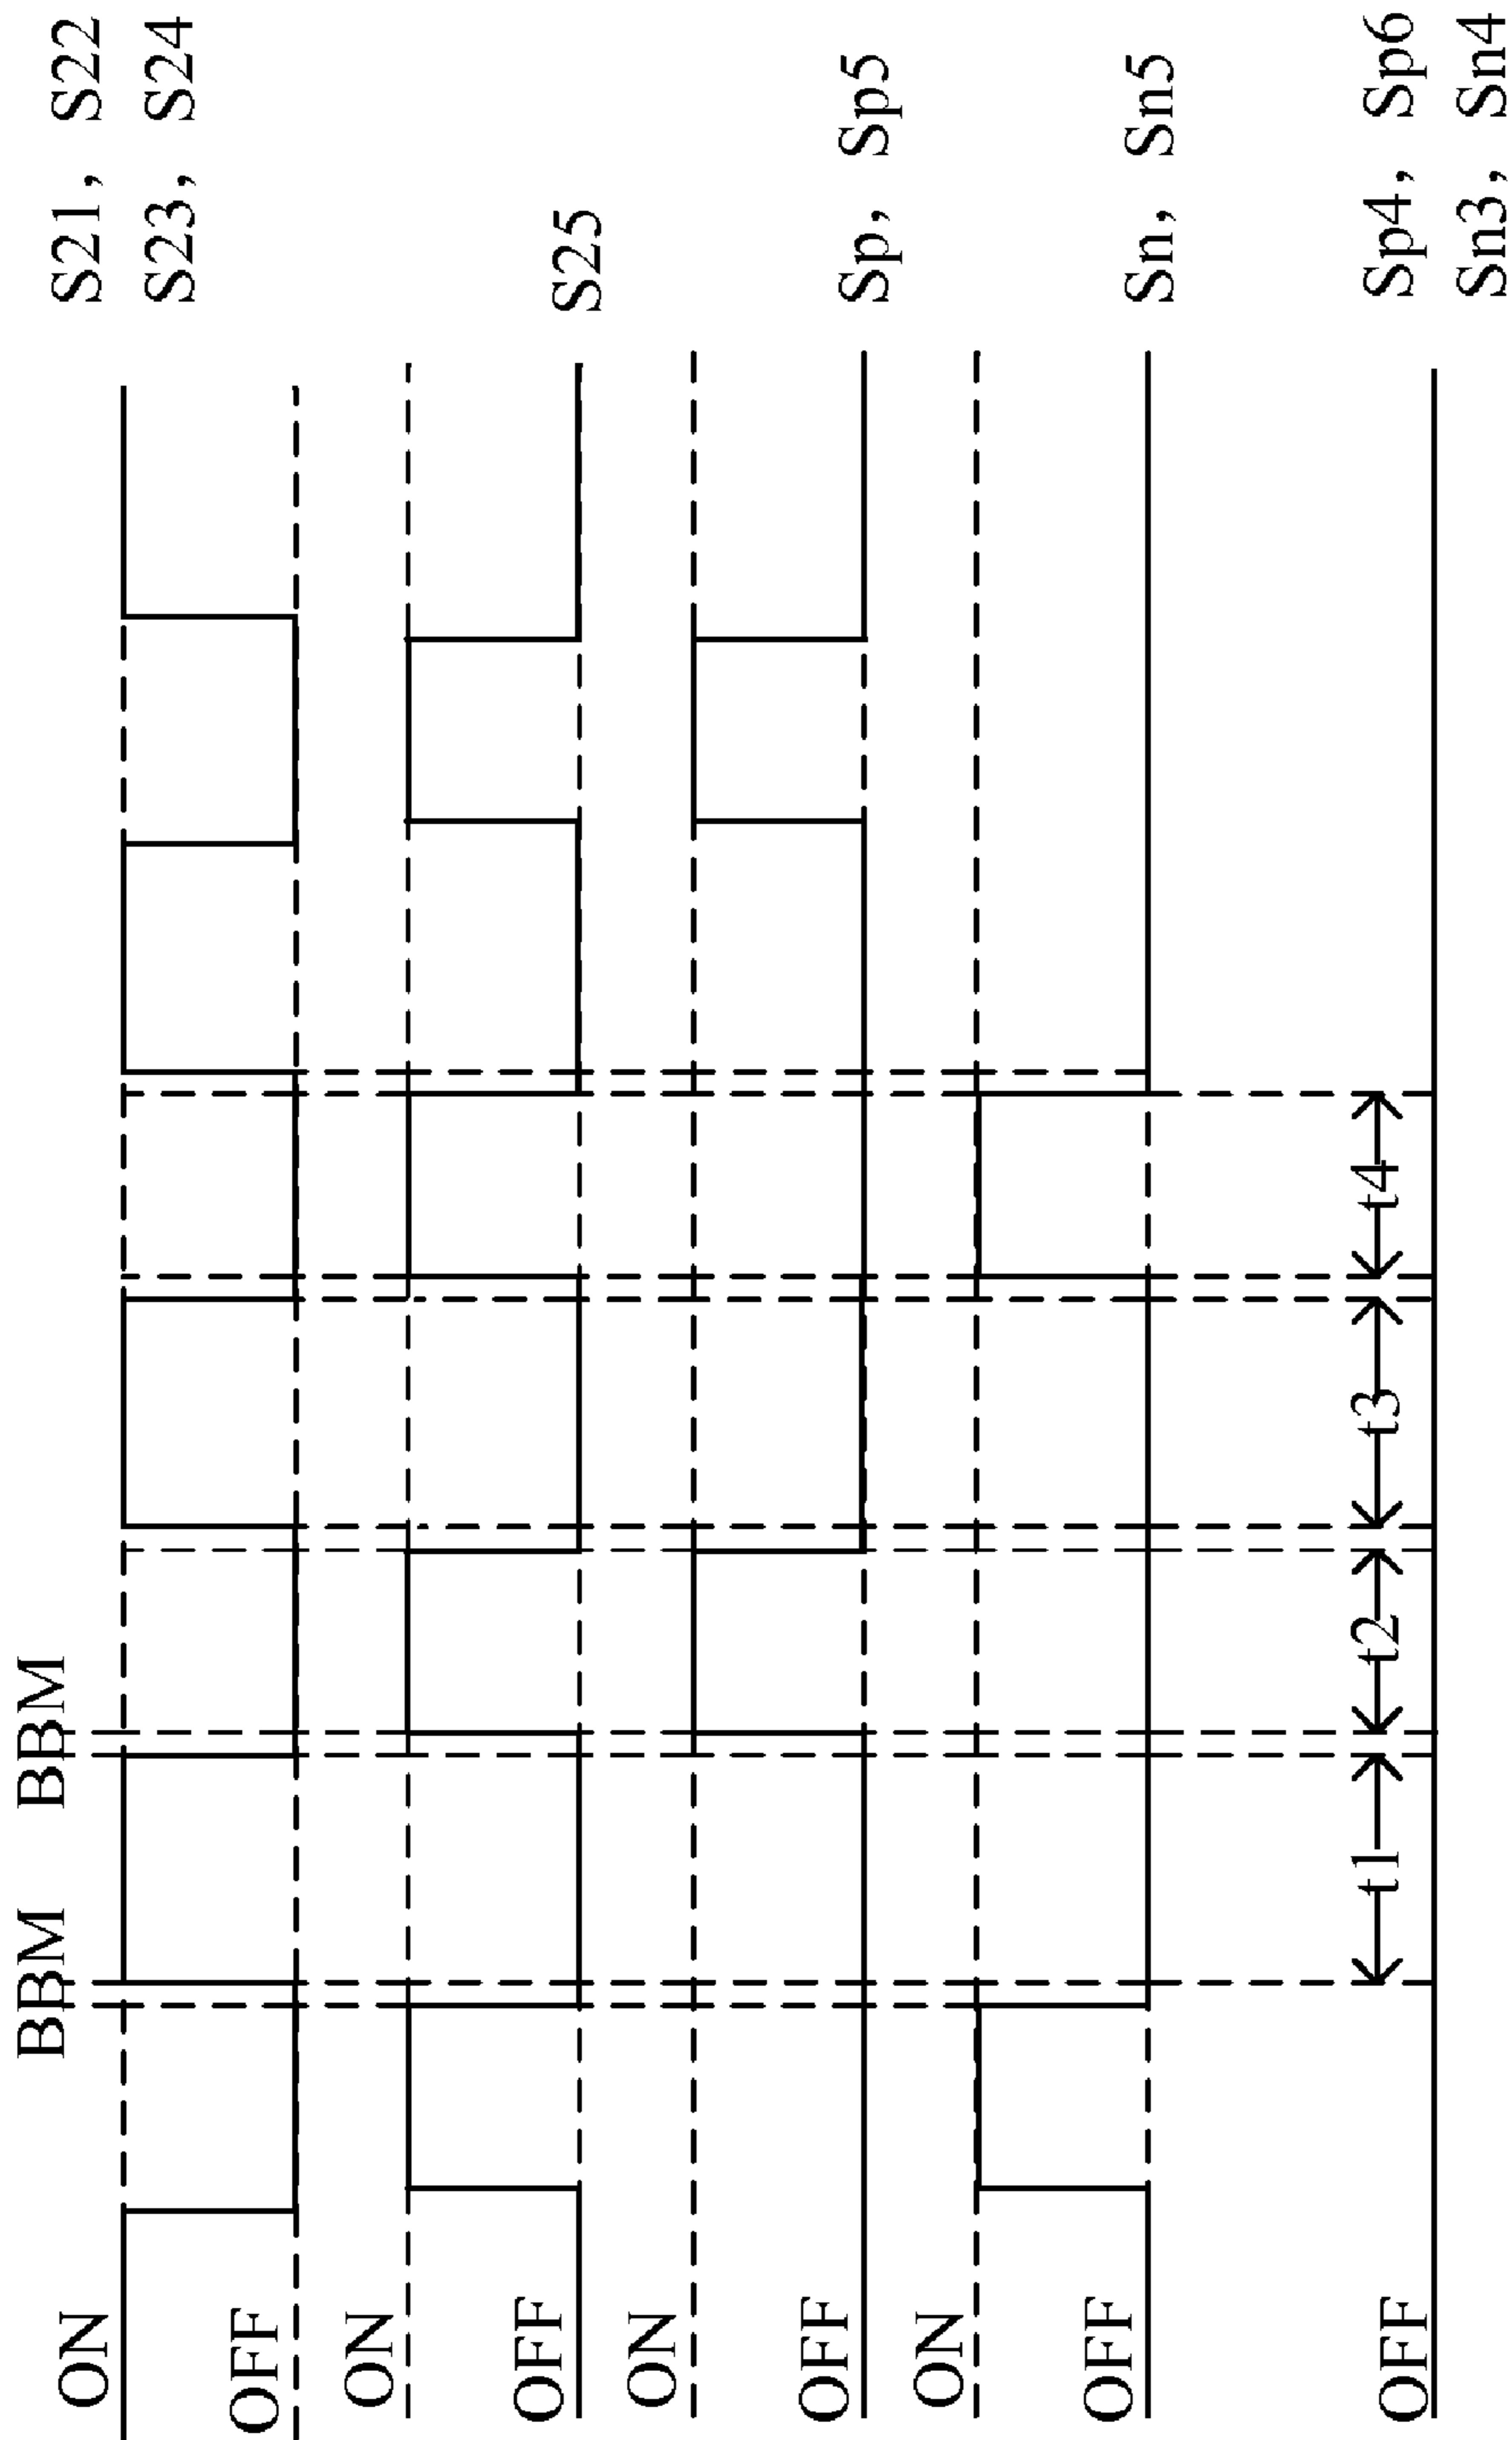 BBM BBM
ON
S21, S22
S23, S24
OFF
ON
S25
OFF
ON
Sp, Sp5
OFF
ON
Sn, Sn5
OFF
t1 t2 t3 t4
Sp4, Sp6
OFF
Sn3, Sn4